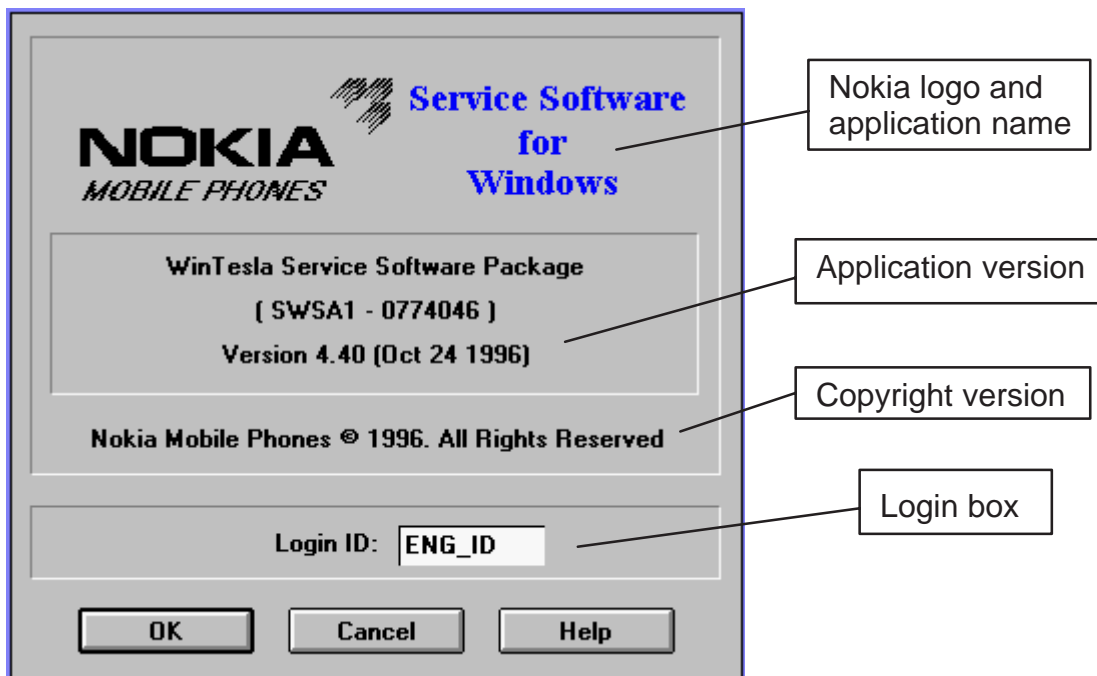 NOKIA
MOBILE PHONES
Service Software
for
Windows
WinTesla Service Software Package
( SWSA1 - 0774046 )
Version 4.40 (Oct 24 1996)
Nokia Mobile Phones © 1996. All Rights Reserved
Login ID: ENG_ID
OK Cancel Help
Nokia logo and
application name
Application version
Copyright version
Login box